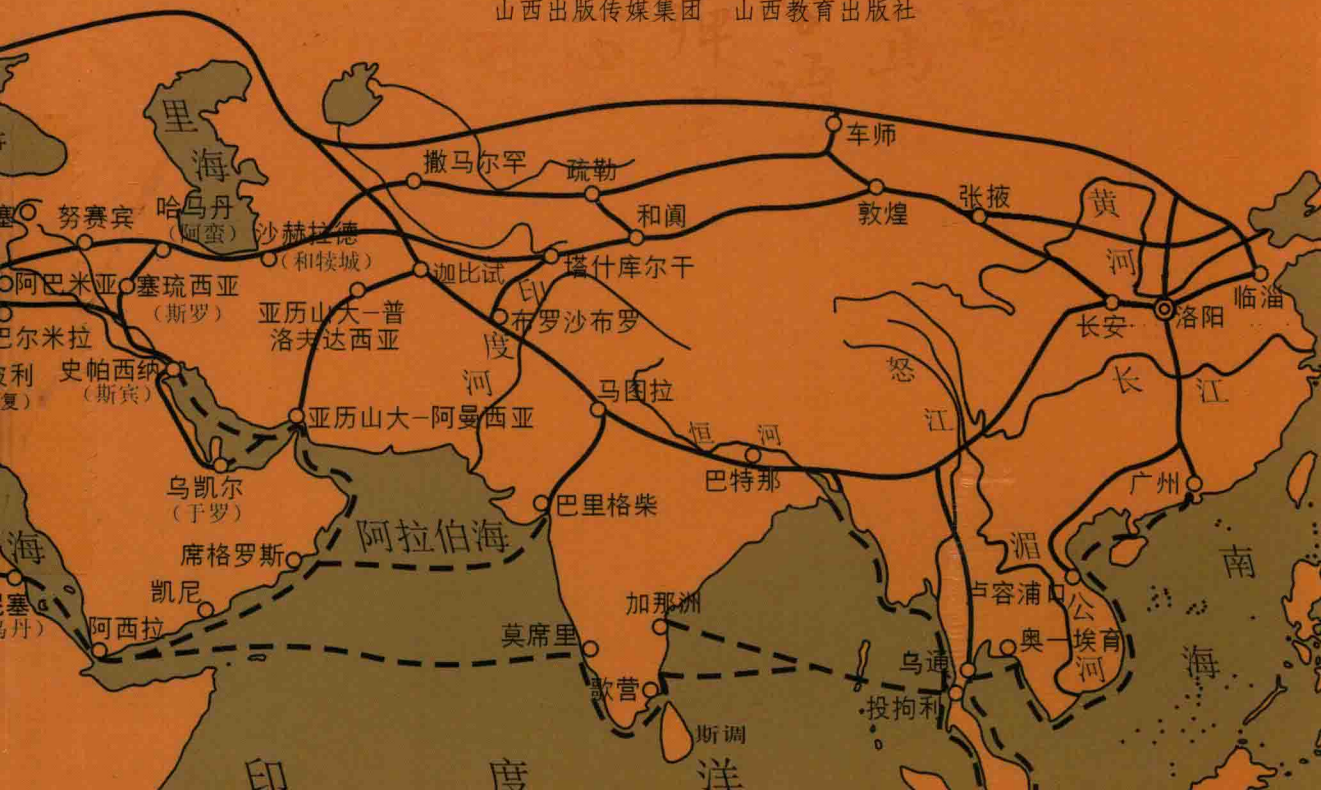 山西出版传媒集团 山西教育出版社
里海
车师
撒马尔罕
疏勒
张掖
黄河
塞
努赛宾
哈马丹
（阿蛮）
沙赫拉德
（和犊城）
和阗
敦煌
阿巴米亚
塞琉西亚
（斯罗）
迦比试
塔什库尔干
临淄
亚历山大—普
洛夫达西亚
印度河
布罗沙布罗
长安
洛阳
巴尔米拉
史帕西纳
（斯宾）
怒江
长江
马图拉
亚历山大—阿曼西亚
恒河
巴特那
乌凯尔
（于罗）
巴里格柴
广州
海
阿拉伯海
席格罗斯
湄公河
南海
凯尼
卢容浦口
加那洲
阿西拉
莫席里
奥—埃育
乌通
歌营
投拘利
斯调
印度洋